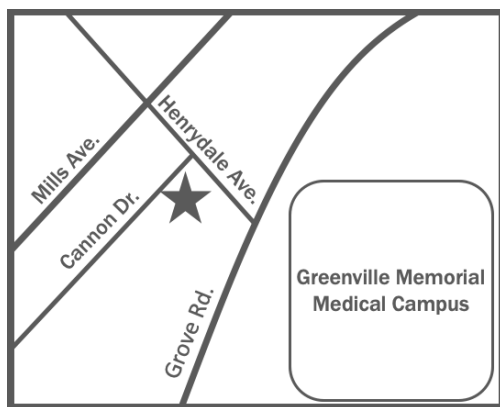 Mills Ave.
Henrydale Ave.
Cannon Dr.
Grove Rd.
Greenville Memorial
Medical Campus